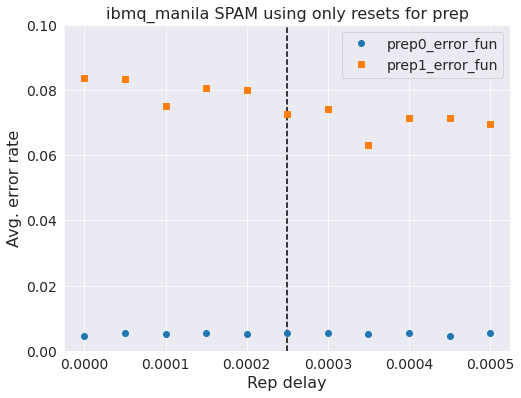 ibmq_manila SPAM using only resets for prep
prep0_error_fun
prep1_error_fun
Avg. error rate
0.10
0.08
0.06
0.04
0.02
0.00
0.0000 0.0001 0.0002 0.0003 0.0004 0.0005
Rep delay